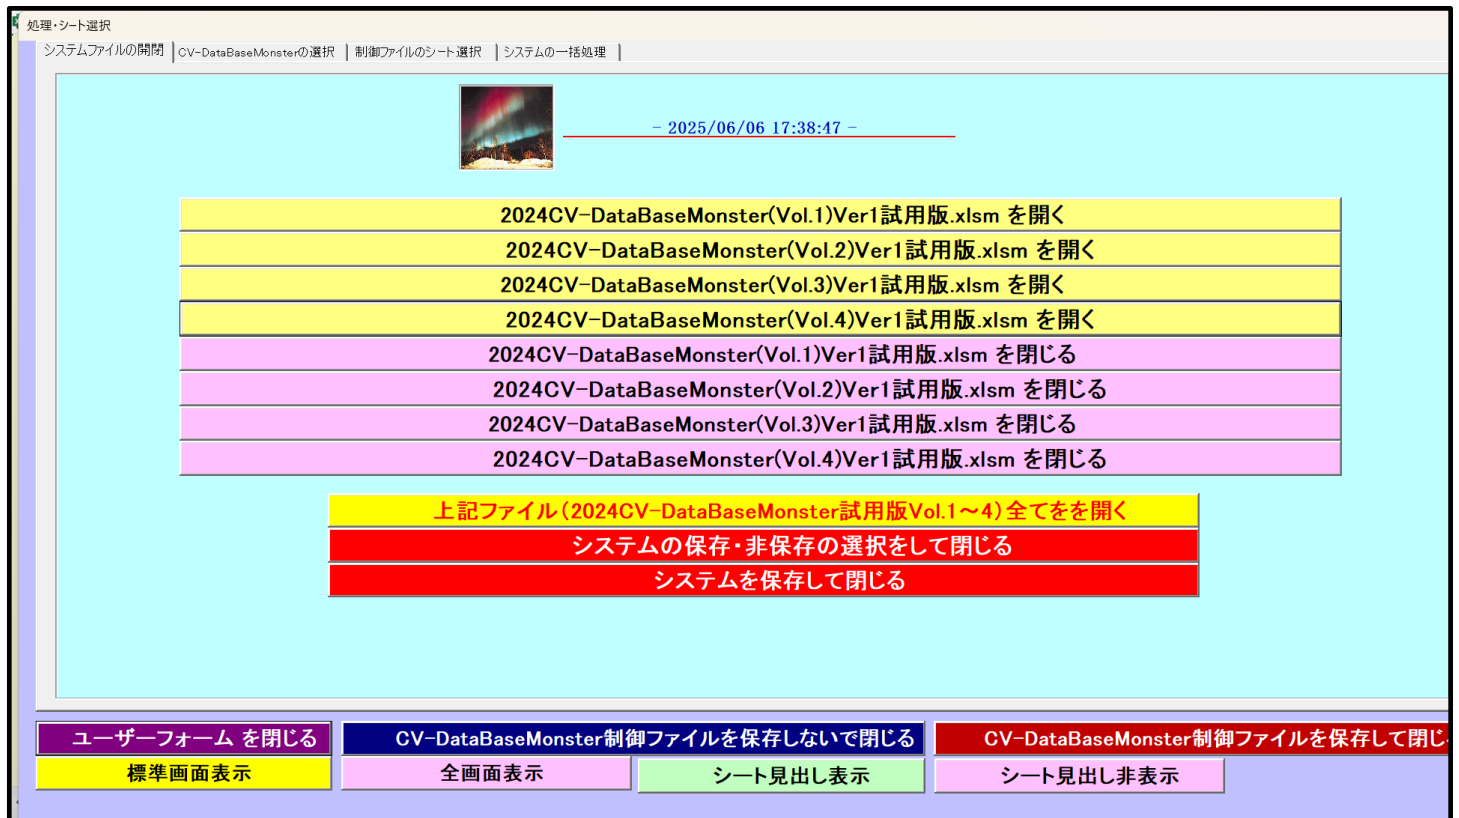 処理・シート選択
システムファイルの開閉 CV-DataBaseMonsterの選択 制御ファイルのシート選択 システムの一括処理
- 2025/06/06 17:38:47 -
2024CV-DataBaseMonster(Vol.1)Ver1試用版.xlsm を開く
2024CV-DataBaseMonster(Vol.2)Ver1試用版.xlsm を開く
2024CV-DataBaseMonster(Vol.3)Ver1試用版.xlsm を開く
2024CV-DataBaseMonster(Vol.4)Ver1試用版.xlsm を開く
2024CV-DataBaseMonster(Vol.1)Ver1試用版.xlsm を閉じる
2024CV-DataBaseMonster(Vol.2)Ver1試用版.xlsm を閉じる
2024CV-DataBaseMonster(Vol.3)Ver1試用版.xlsm を閉じる
2024CV-DataBaseMonster(Vol.4)Ver1試用版.xlsm を閉じる
上記ファイル(2024CV-DataBaseMonster試用版Vol.1～4)全てをを開く
システムの保存・非保存の選択をして閉じる
システムを保存して閉じる
ユーザーフォーム を閉じる CV-DataBaseMonster制御ファイルを保存しないで閉じる CV-DataBaseMonster制御ファイルを保存して閉じ
標準画面表示 全画面表示 シート見出し表示 シート見出し非表示